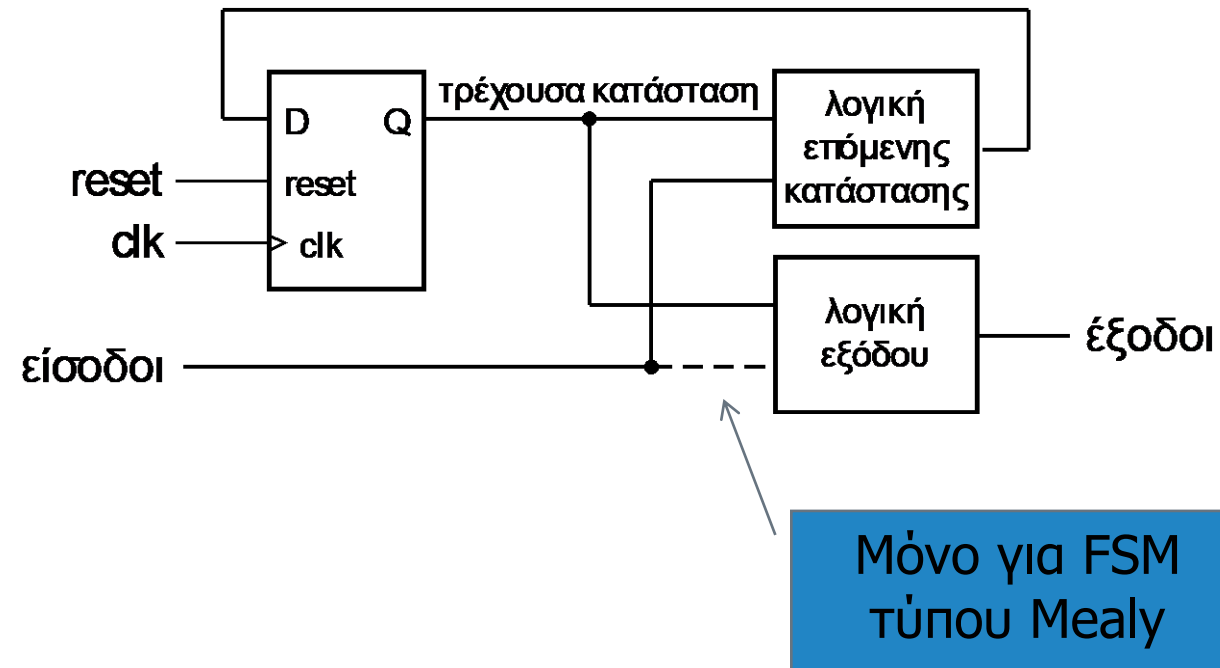 τρέχουσα κατάσταση
D Q
reset reset
clk clk
λογική
επόμενης
κατάστασης
είσοδοι
λογική
εξόδου
έξοδοι
Μόνο για FSM
τύπου Mealy